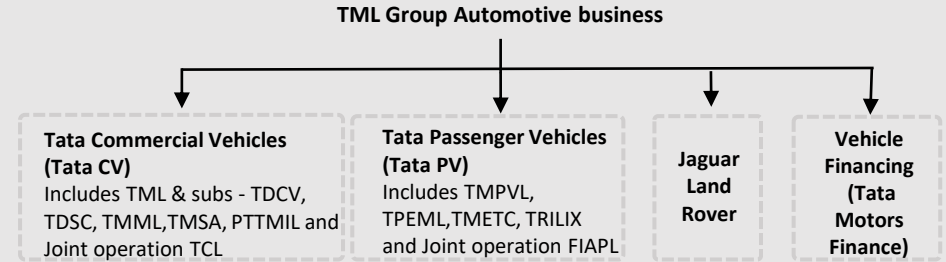 TML Group Automotive business
Tata Commercial Vehicles
(Tata CV)
Includes TML & subs - TDCV,
TDSC, TMML,TMSA, PTTMIL and
Joint operation TCL
Tata Passenger Vehicles
(Tata PV)
Includes TMPVL,
TPEML,TMETC, TRILIX
and Joint operation FIAPL
Jaguar
Land
Rover
Vehicle
Financing
(Tata
Motors
Finance)